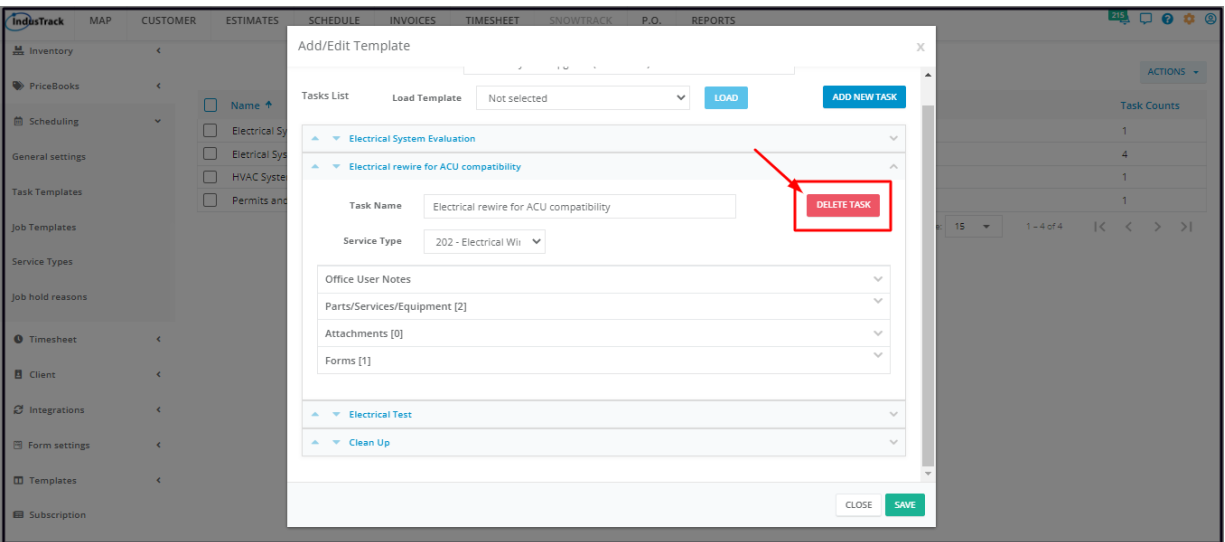 IndusTrack MAP CUSTOMER ESTIMATES SCHEDULE INVOICES TIMESHEET SNOWTRACK P.O. REPORTS 215
Inventory
PriceBooks
Scheduling
General settings
Task Templates
Job Templates
Service Types
Job hold reasons
Timesheet
Client
Integrations
Form settings
Templates
Subscription
ACTIONS
Name Task Counts
Electrical Sy 1
Eletrical Sys 4
HVAC Syste 1
Permits and 1
15 1 – 4 of 4
Add/Edit Template x
Tasks List Load Template Not selected LOAD ADD NEW TASK
Electrical System Evaluation
Electrical rewire for ACU compatibility
Task Name Electrical rewire for ACU compatibility DELETE TASK
Service Type 202 - Electrical Wi
Office User Notes
Parts/Services/Equipment [2]
Attachments [0]
Forms [1]
Electrical Test
Clean Up
CLOSE SAVE